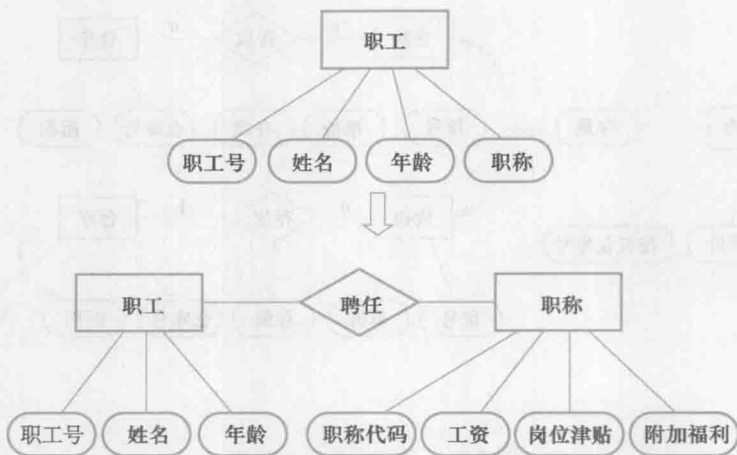 职工
职工号 姓名 年龄 职称
职工 聘任 职称
职工号 姓名 年龄 职称代码 工资 岗位津贴 附加福利